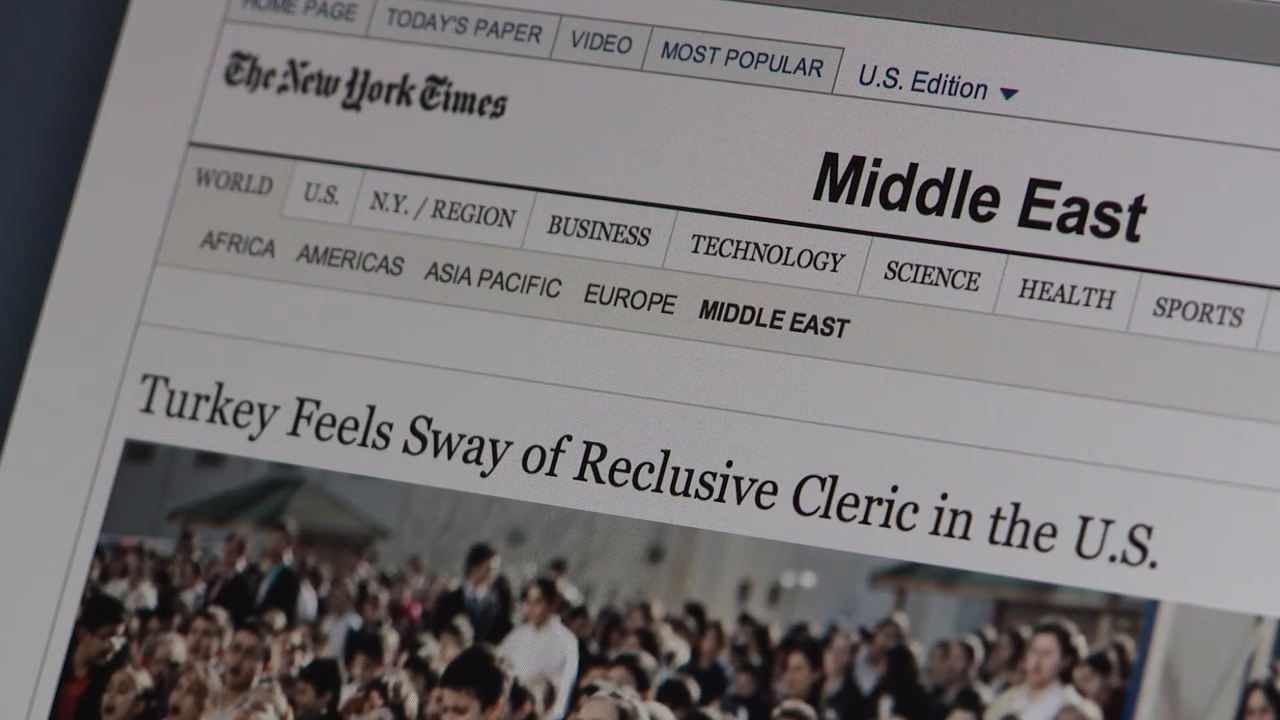 HOME PAGE TODAY'S PAPER VIDEO MOST POPULAR U.S. Edition
The New York Times
Middle East
WORLD U.S. N.Y. / REGION BUSINESS TECHNOLOGY SCIENCE HEALTH SPORTS
AFRICA AMERICAS ASIA PACIFIC EUROPE MIDDLE EAST
Turkey Feels Sway of Reclusive Cleric in the U.S.